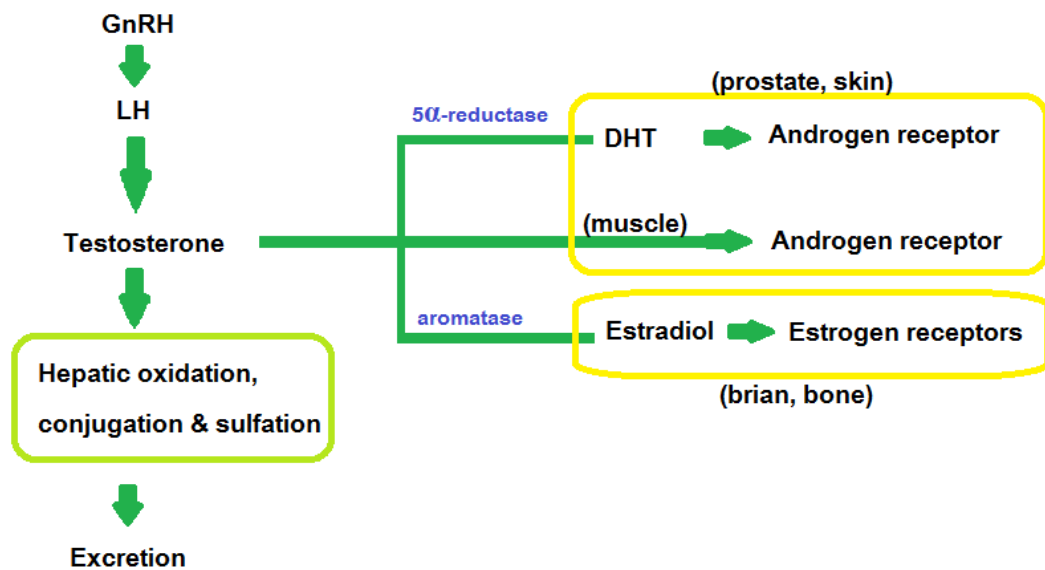 GnRH
LH
Testosterone
Hepatic oxidation,
conjugation & sulfation
Excretion
5α-reductase
aromatase
(prostate, skin)
DHT
Androgen receptor
(muscle)
Androgen receptor
Estradiol
Estrogen receptors
(brian, bone)